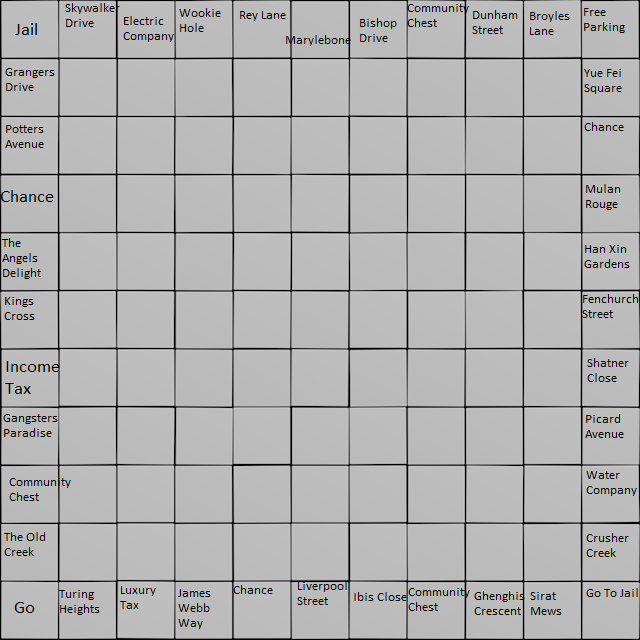 Jail
Skywalker
Drive
Electric
Company
Wookie
Hole
Rey Lane
Marylebone
Bishop
Drive
Community
Chest
Dunham
Street
Broyles
Lane
Free
Parking
Grangers
Drive
Yue Fei
Square
Potters
Avenue
Chance
Chance
Mulan
Rouge
The
Angels
Delight
Han Xin
Gardens
Kings
Cross
Fenchurch
Street
Income
Tax
Shatner
Close
Gangsters
Paradise
Picard
Avenue
Community
Chest
Water
Company
The Old
Creek
Crusher
Creek
Go
Turing
Heights
Luxury
Tax
James
Webb
Way
Chance
Liverpool
Street
Ibis Close
Community
Chest
Ghenghis
Crescent
Sirat
Mews
Go To Jail